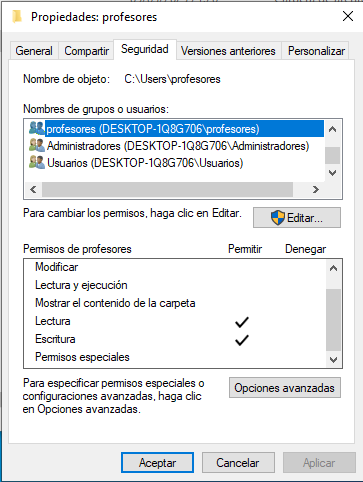 Propiedades: profesores
General Compartir Seguridad Versiones anteriores Personalizar
Nombre de objeto: C:\Users\profesores
Nombres de grupos o usuarios:
profesores (DESKTOP-1Q8G706\profesores)
Administradores (DESKTOP-1Q8G706\Administradores)
Usuarios (DESKTOP-1Q8G706\Usuarios)
Para cambiar los permisos, haga clic en Editar.
Editar...
Permisos de profesores Permitir Denegar
Modificar
Lectura y ejecución
Mostrar el contenido de la carpeta
Lectura
Escritura
Permisos especiales
Para especificar permisos especiales o
configuraciones avanzadas, haga clic
en Opciones avanzadas.
Opciones avanzadas
Aceptar Cancelar Aplicar